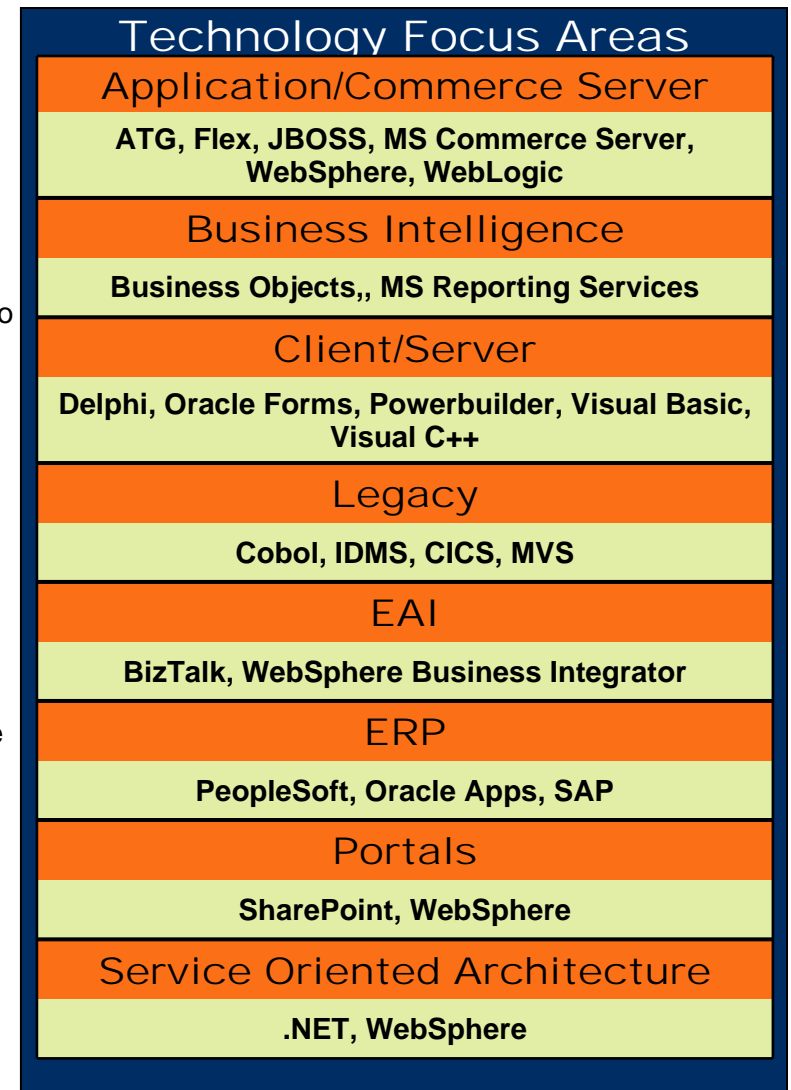 Technology Focus Areas
Application/Commerce Server
ATG, Flex, JBOSS, MS Commerce Server,
WebSphere, WebLogic
Business Intelligence
Business Objects,, MS Reporting Services
o
Client/Server
Delphi, Oracle Forms, Powerbuilder, Visual Basic,
Visual C++
Legacy
Cobol, IDMS, CICS, MVS
EAI
BizTalk, WebSphere Business Integrator
e
ERP
PeopleSoft, Oracle Apps, SAP
Portals
SharePoint, WebSphere
Service Oriented Architecture
.NET, WebSphere